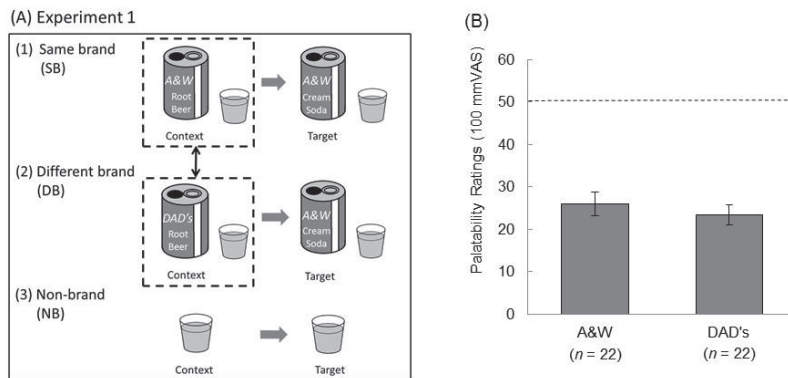 (A) Experiment 1
(1) Same brand
(SB)
A&W
Root
Beer
Context
A&W
Cream
Soda
Target
(2) Different brand
(DB)
DAD's
Root
Beer
Context
A&W
Cream
Soda
Target
(3) Non-brand
(NB)
Context
Target
(B)
Palatability Ratings (100 mmVAS)
60
50
40
30
20
10
0
A&W
(n = 22)
DAD's
(n = 22)